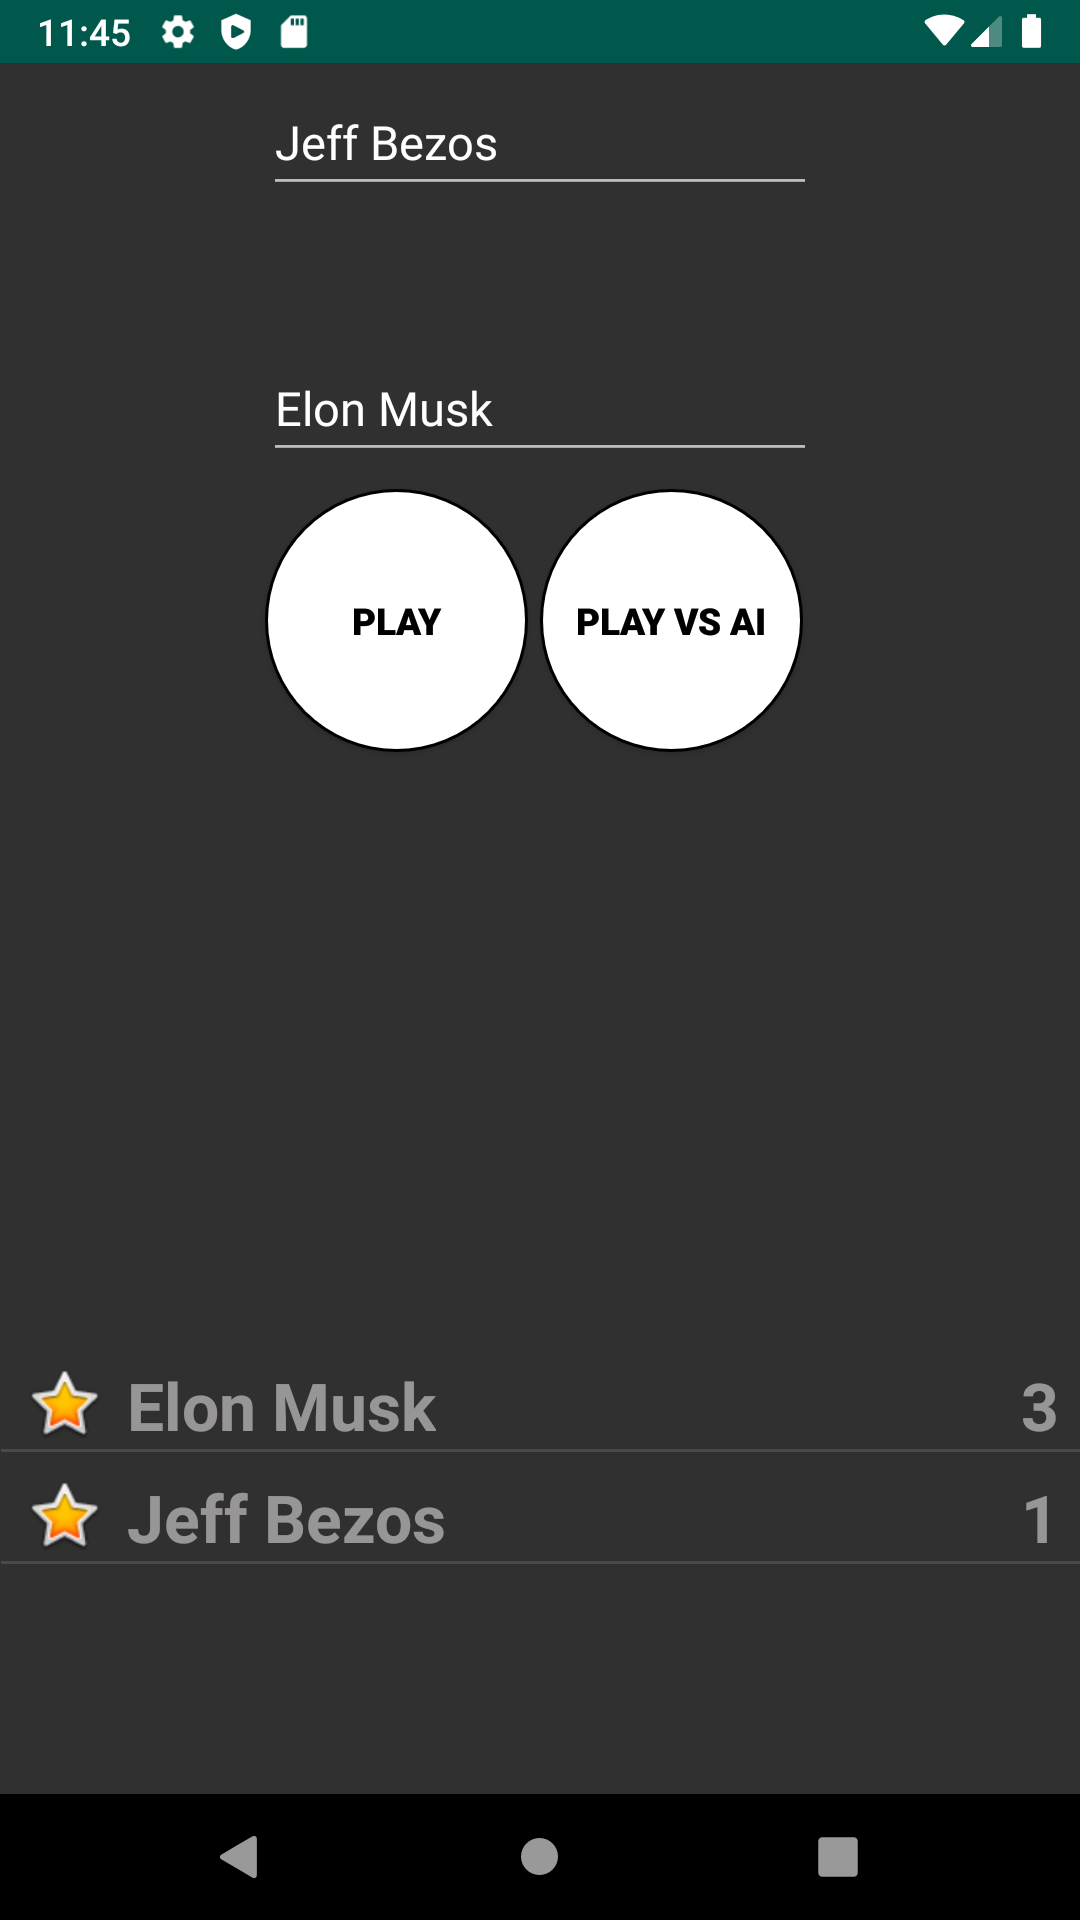 11:45
Jeff Bezos
Elon Musk
PLAY PLAY VS AI
Elon Musk 3
Jeff Bezos 1